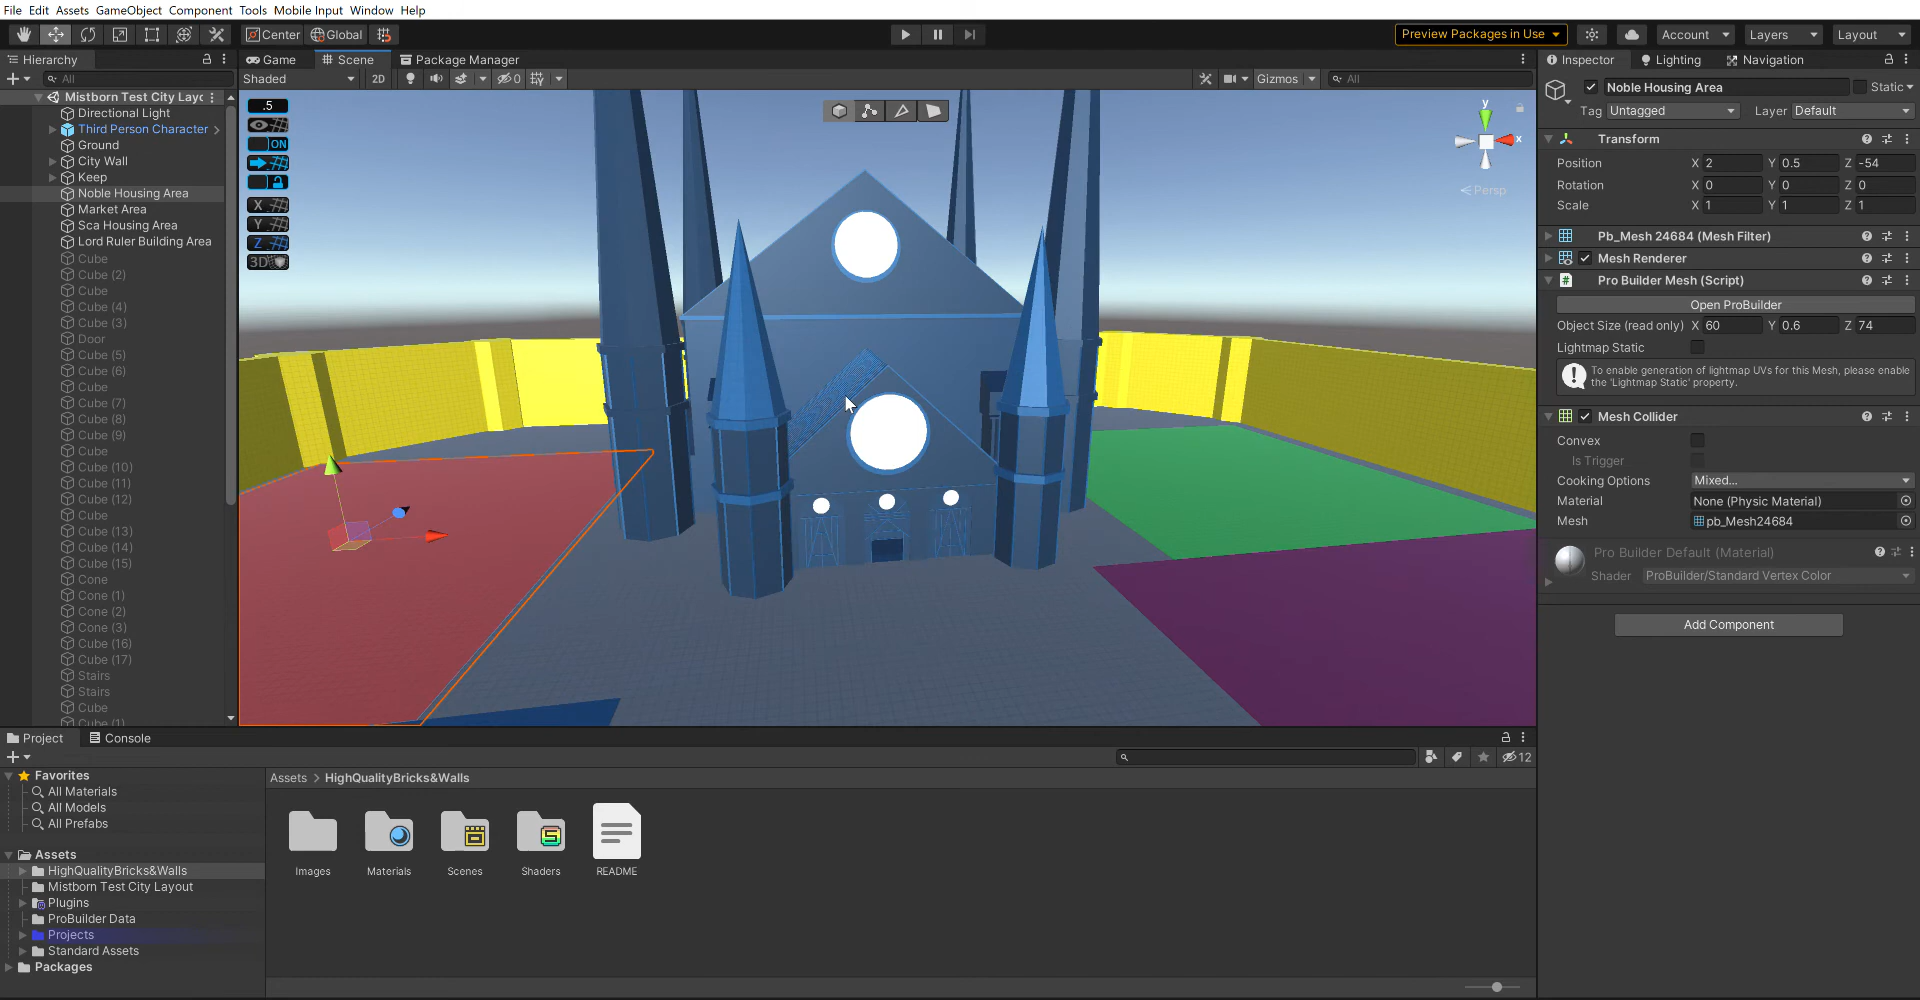 File Edit Assets GameObject Component Tools Mobile Input Window Help
Center Global Preview Packages in Use Account Layers Layout
Hierarchy Game Scene Package Manager Inspector Lighting Navigation
All Shaded 2D 0 Gizmos All
Mistborn Test City Layc
Directional Light
Third Person Character
Ground
City Wall
Keep
Noble Housing Area
Market Area
Sca Housing Area
Lord Ruler Building Area
Cube
Cube (2)
Cube
Cube (4)
Cube (3)
Door
Cube (5)
Cube (6)
Cube
Cube (7)
Cube (8)
Cube (9)
Cube
Cube (10)
Cube (11)
Cube (12)
Cube
Cube (13)
Cube (14)
Cube (15)
Cone
Cone (1)
Cone (2)
Cone (3)
Cube (16)
Cube (17)
Stairs
Stairs
Cube
Cube (1)
.5
ON
X
Y
Z
3D
y
x
Persp
Noble Housing Area Static
Tag Untagged Layer Default
Transform
Position X 2 Y 0.5 Z -54
Rotation X 0 Y 0 Z 0
Scale X 1 Y 1 Z 1
Pb_Mesh 24684 (Mesh Filter)
Mesh Renderer
Pro Builder Mesh (Script)
Open ProBuilder
Object Size (read only) X 60 Y 0.6 Z 74
Lightmap Static
To enable generation of lightmap UVs for this Mesh, please enable
the 'Lightmap Static' property.
Mesh Collider
Convex
Is Trigger
Cooking Options Mixed...
Material None (Physic Material)
Mesh pb_Mesh24684
Pro Builder Default (Material)
Shader ProBuilder/Standard Vertex Color
Add Component
Project Console
12
Favorites
All Materials
All Models
All Prefabs
Assets
HighQualityBricks&Walls
Mistborn Test City Layout
Plugins
ProBuilder Data
Projects
Standard Assets
Packages
Assets > HighQualityBricks&Walls
Images Materials Scenes Shaders README